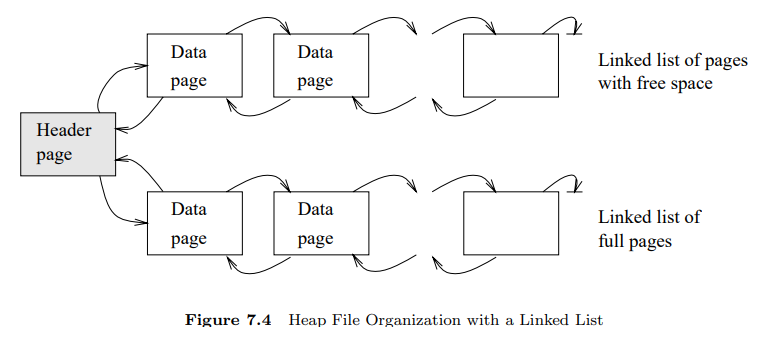 Data
page
Data
page
Linked list of pages
with free space
Header
page
Data
page
Data
page
Linked list of
full pages
Figure 7.4 Heap File Organization with a Linked List